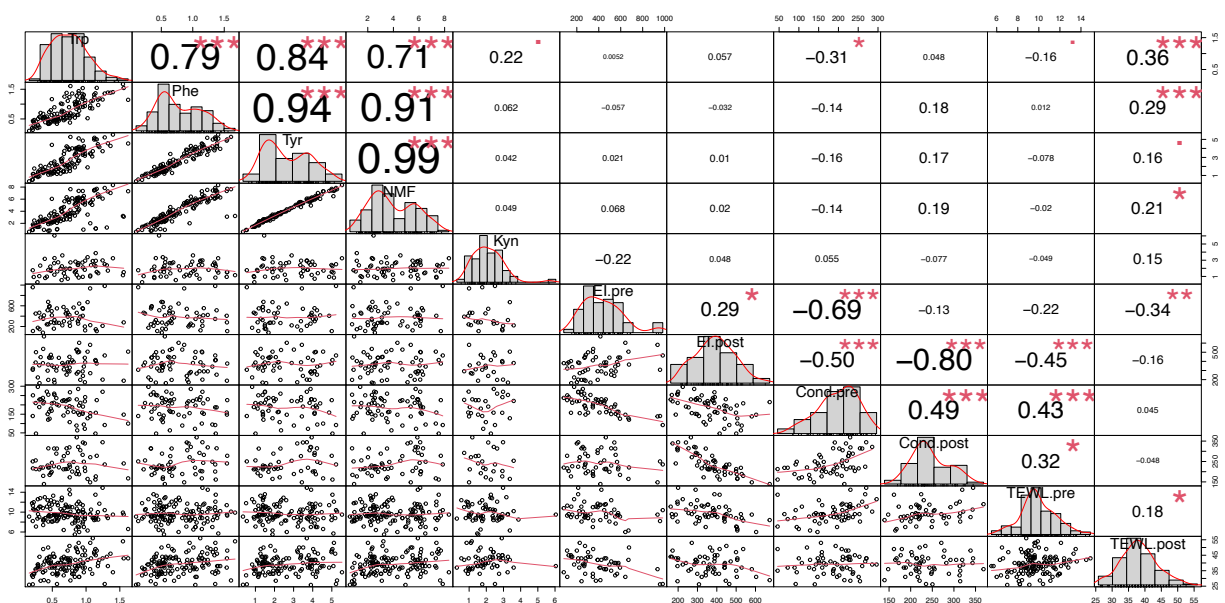 2 4 6 8 200 400 600 800 1000 50 100 150 200 250 300 6 8 10 12 14
0.5 1.0 1.5
Trp 0.79 *** 0.84 *** 0.71 *** 0.22 . 0.0052 0.057 −0.31 * 0.048 −0.16 . 0.36 *** 0.5 1.5
0.5 1.5 Phe 0.94 *** 0.91 *** 0.062 −0.057 −0.032 −0.14 0.18 0.012 0.29 ***
Tyr 0.99 *** 0.042 0.021 0.01 −0.16 0.17 −0.078 0.16 . 1 3 5
2 4 6 8 NMF 0.049 0.068 0.02 −0.14 0.19 −0.02 0.21 *
Kyn −0.22 0.048 0.055 −0.077 −0.049 0.15 1 3 5
200 600 EI.pre 0.29 * −0.69 *** −0.13 −0.22 −0.34 **
EI.post −0.50 *** −0.80 *** −0.45 *** −0.16 200 500
50 150 300 Cond.pre 0.49 *** 0.43 *** 0.045
Cond.post 0.32 * −0.048 150 250 350
6 10 14 TEWL.pre 0.18 *
TEWL.post 25 35 45 55
0.5 1.0 1.5 1 2 3 4 5 1 2 3 4 5 6 200 300 400 500 600 150 200 250 300 350 25 30 35 40 45 50 55